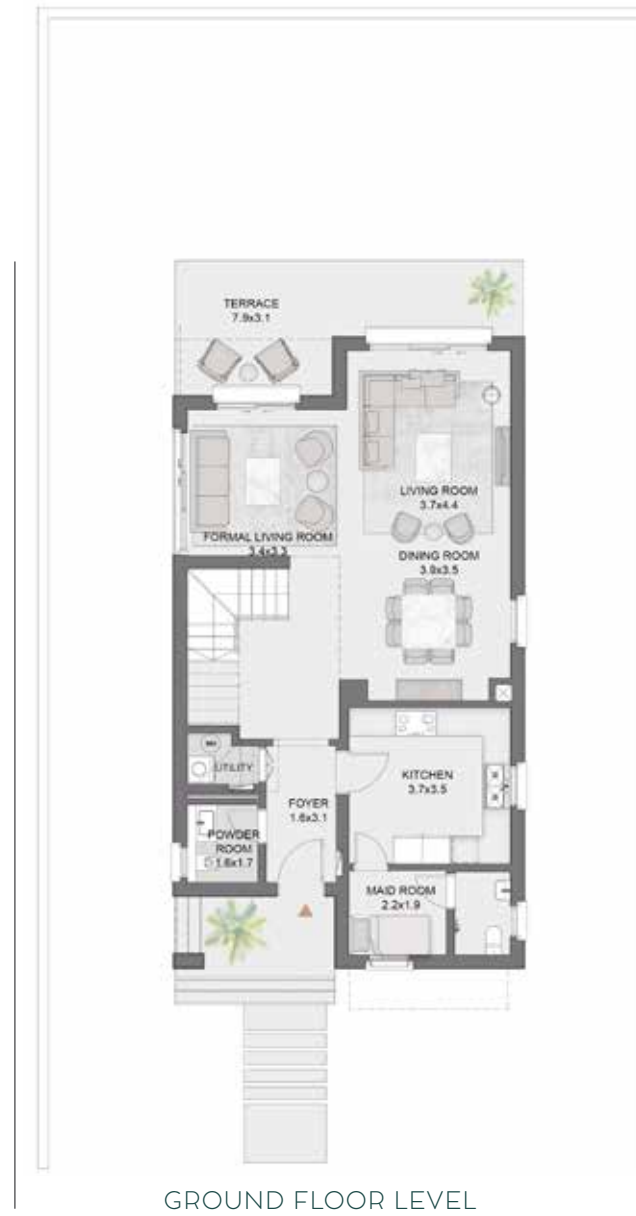 TERRACE
7.9x3.1
LIVING ROOM
3.7x4.4
FORMAL LIVING ROOM
3.4x3.3
DINING ROOM
3.9x3.5
UTILITY
KITCHEN
3.7x3.5
FOYER
1.6x3.1
POWDER
ROOM
1.6x1.7
MAID ROOM
2.2x1.9
GROUND FLOOR LEVEL